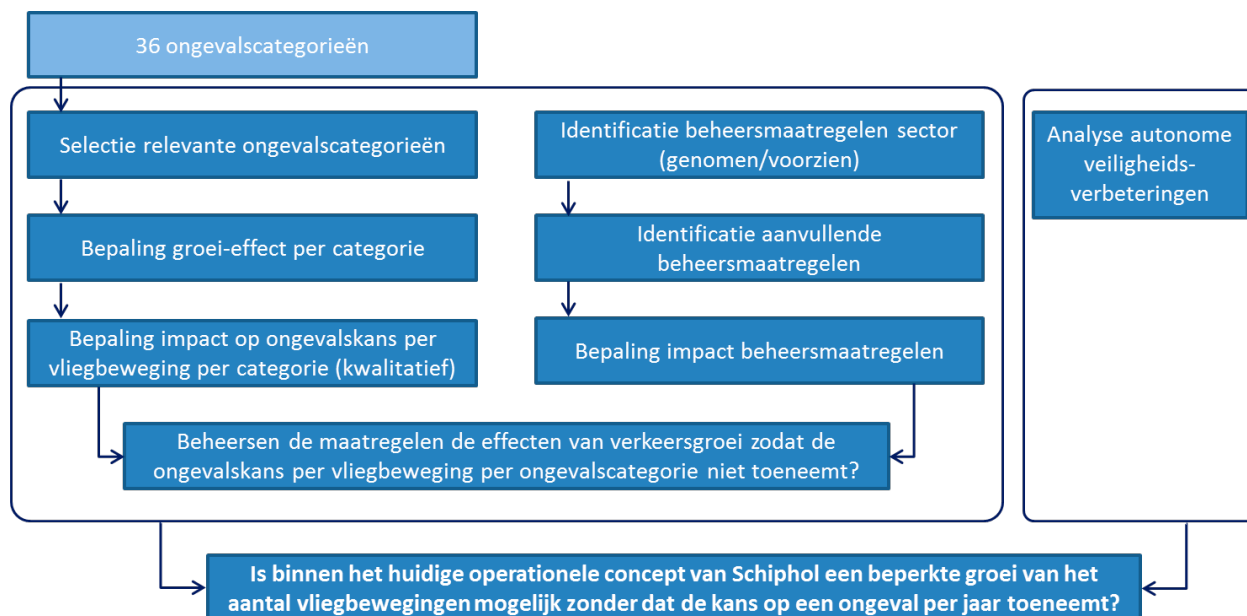 36 ongevalscategorieën
Selectie relevante ongevalscategorieën
Bepaling groei-effect per categorie
Bepaling impact op ongevalskans per
vliegbeweging per categorie (kwalitatief)
Identificatie beheersmaatregelen sector
(genomen/voorzien)
Identificatie aanvullende
beheersmaatregelen
Bepaling impact beheersmaatregelen
Beheersen de maatregelen de effecten van verkeersgroei zodat de
ongevalskans per vliegbeweging per ongevalscategorie niet toeneemt?
Analyse autonome
veiligheids-
verbeteringen
Is binnen het huidige operationele concept van Schiphol een beperkte groei van het
aantal vliegbewegingen mogelijk zonder dat de kans op een ongeval per jaar toeneemt?